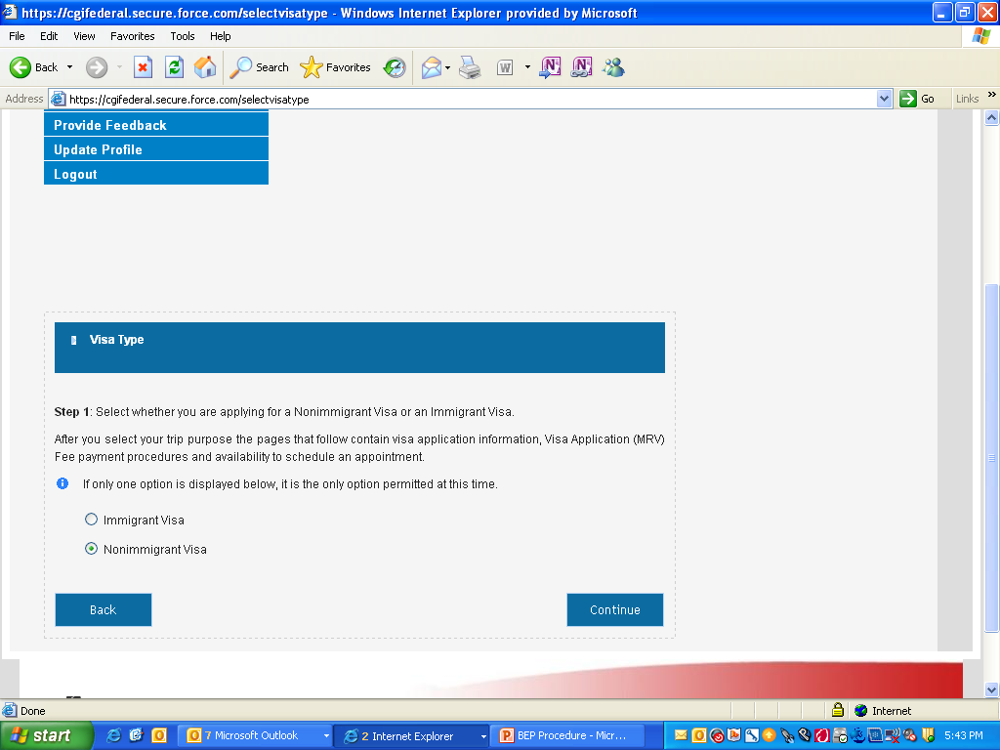 https://cgifederal.secure.force.com/selectvisatype - Windows Internet Explorer provided by Microsoft
File Edit View Favorites Tools Help
Back Search Favorites
Address https://cgifederal.secure.force.com/selectvisatype Go Links »
Provide Feedback
Update Profile
Logout
Visa Type
Step 1: Select whether you are applying for a Nonimmigrant Visa or an Immigrant Visa.
After you select your trip purpose the pages that follow contain visa application information, Visa Application (MRV)
Fee payment procedures and availability to schedule an appointment.
If only one option is displayed below, it is the only option permitted at this time.
Immigrant Visa
Nonimmigrant Visa
Back Continue
Done Internet
start 7 Microsoft Outlook 2 Internet Explorer BEP Procedure - Micr... 5:43 PM